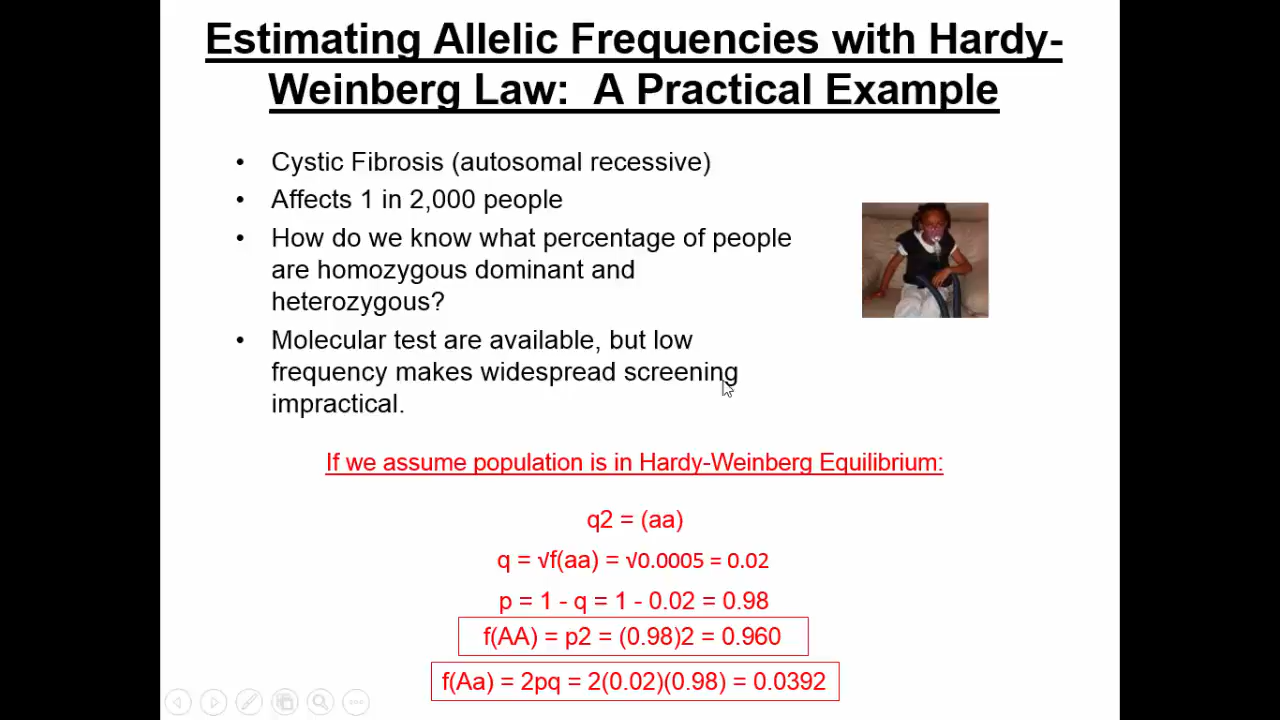 Estimating Allelic Frequencies with Hardy-
Weinberg Law:  A Practical Example
• Cystic Fibrosis (autosomal recessive)
• Affects 1 in 2,000 people
• How do we know what percentage of people
are homozygous dominant and
heterozygous?
• Molecular test are available, but low
frequency makes widespread screening
impractical.
If we assume population is in Hardy-Weinberg Equilibrium:
q2 = (aa)
q = √f(aa) = √0.0005 = 0.02
p = 1 - q = 1 - 0.02 = 0.98
f(AA) = p2 = (0.98)2 = 0.960
f(Aa) = 2pq = 2(0.02)(0.98) = 0.0392